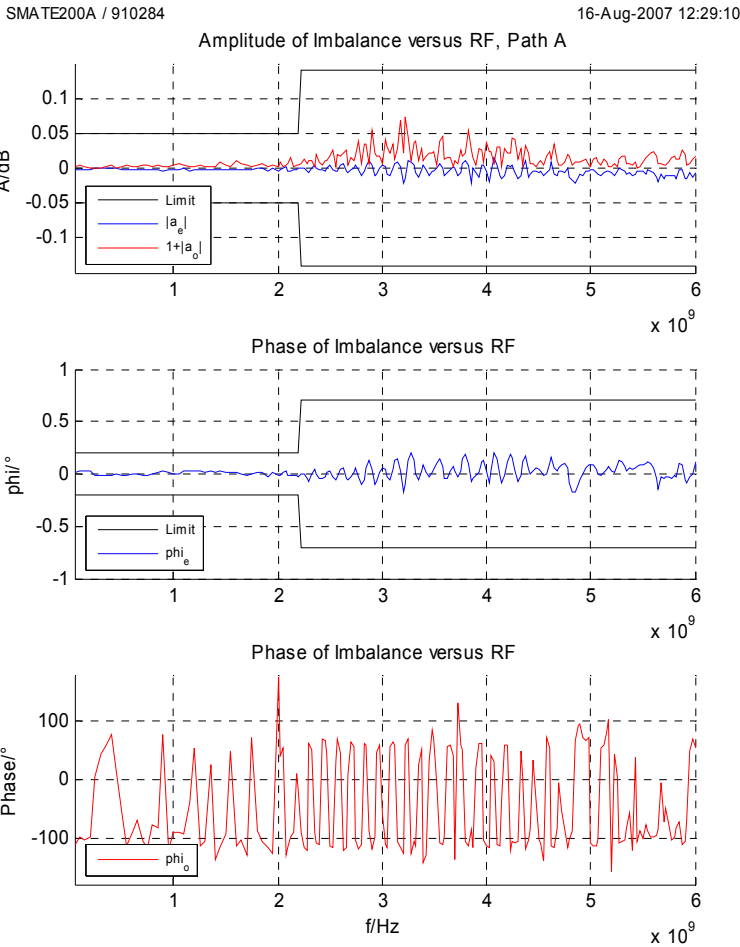 SMATE200A / 910284
16-Aug-2007 12:29:10
Amplitude of Imbalance versus RF, Path A
A/dB
0.1
0.05
0
-0.05
-0.1
Limit
|a_e|
1+|a_o|
1 2 3 4 5 6
x 10^9
Phase of Imbalance versus RF
phi/°
1
0.5
0
-0.5
-1
Limit
phi_e
1 2 3 4 5 6
x 10^9
Phase of Imbalance versus RF
Phase/°
100
0
-100
phi_o
1 2 3 4 5 6
f/Hz
x 10^9